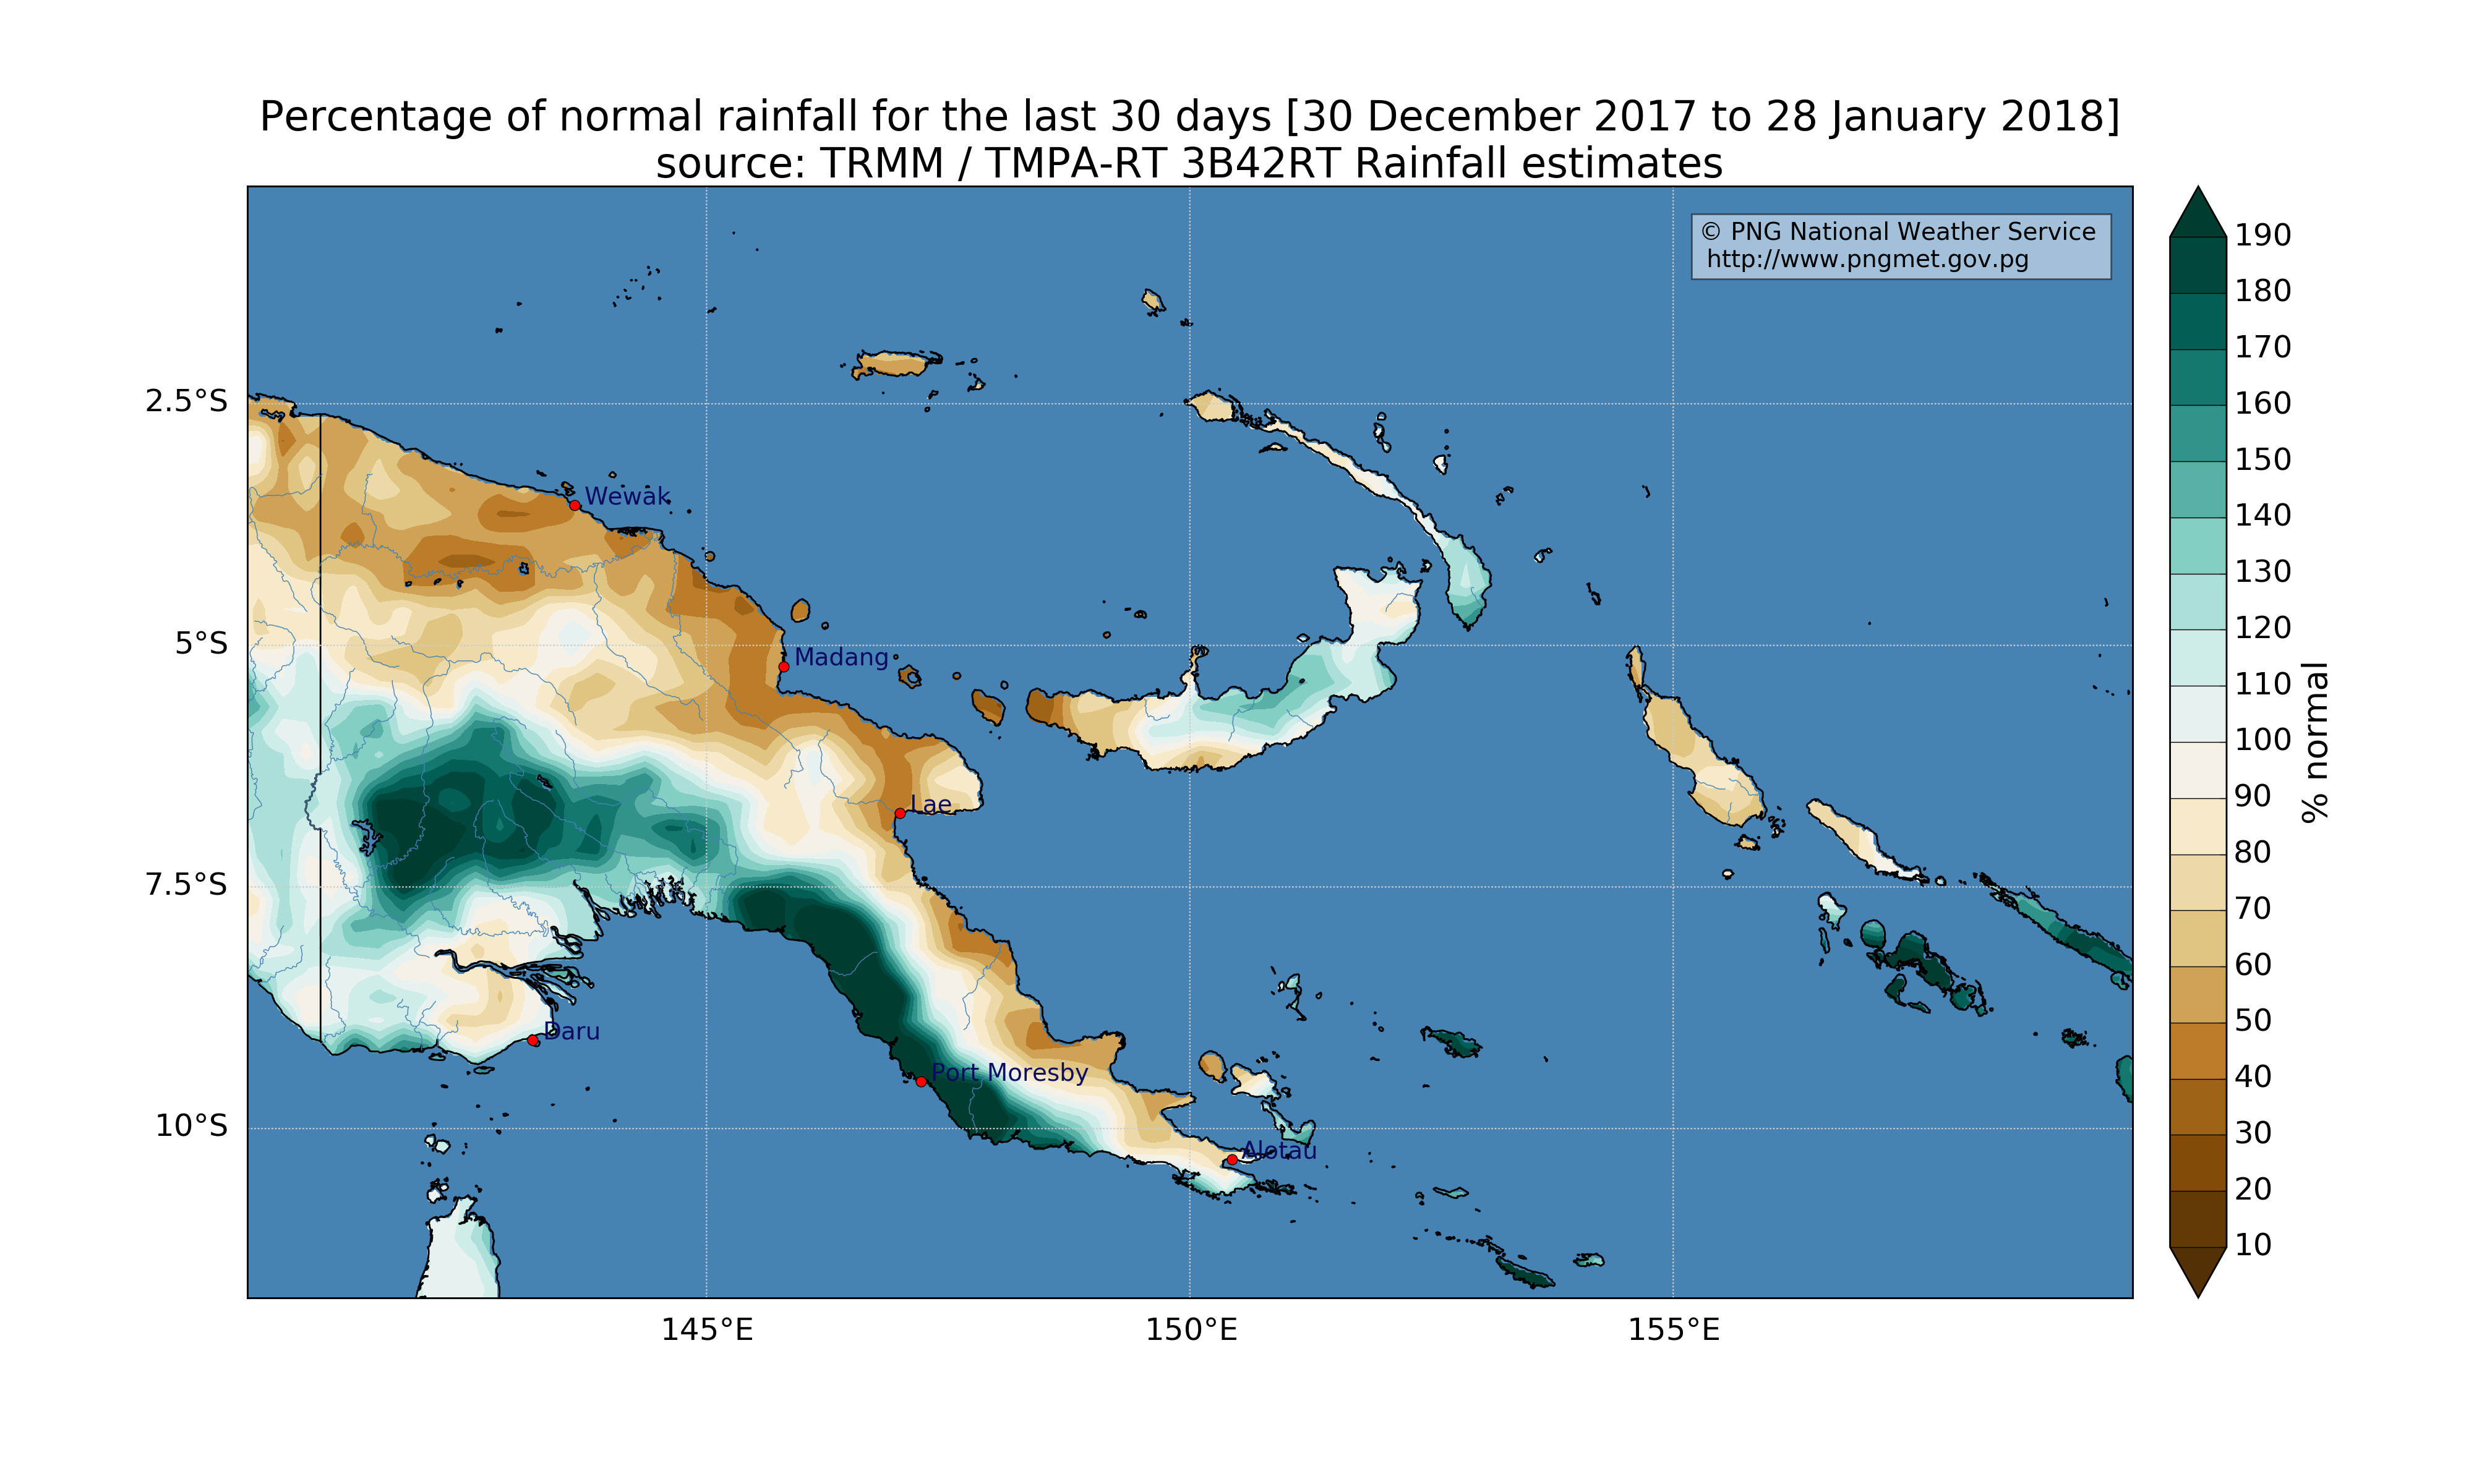 Percentage of normal rainfall for the last 30 days [30 December 2017 to 28 January 2018]
source: TRMM / TMPA-RT 3B42RT Rainfall estimates
© PNG National Weather Service
http://www.pngmet.gov.pg
190
180
170
160
150
140
130
120
110
100
90
80
70
60
50
40
30
20
10
% normal
2.5°S
5°S
7.5°S
10°S
Wewak
Madang
Lae
Daru
Port Moresby
Alotau
145°E
150°E
155°E